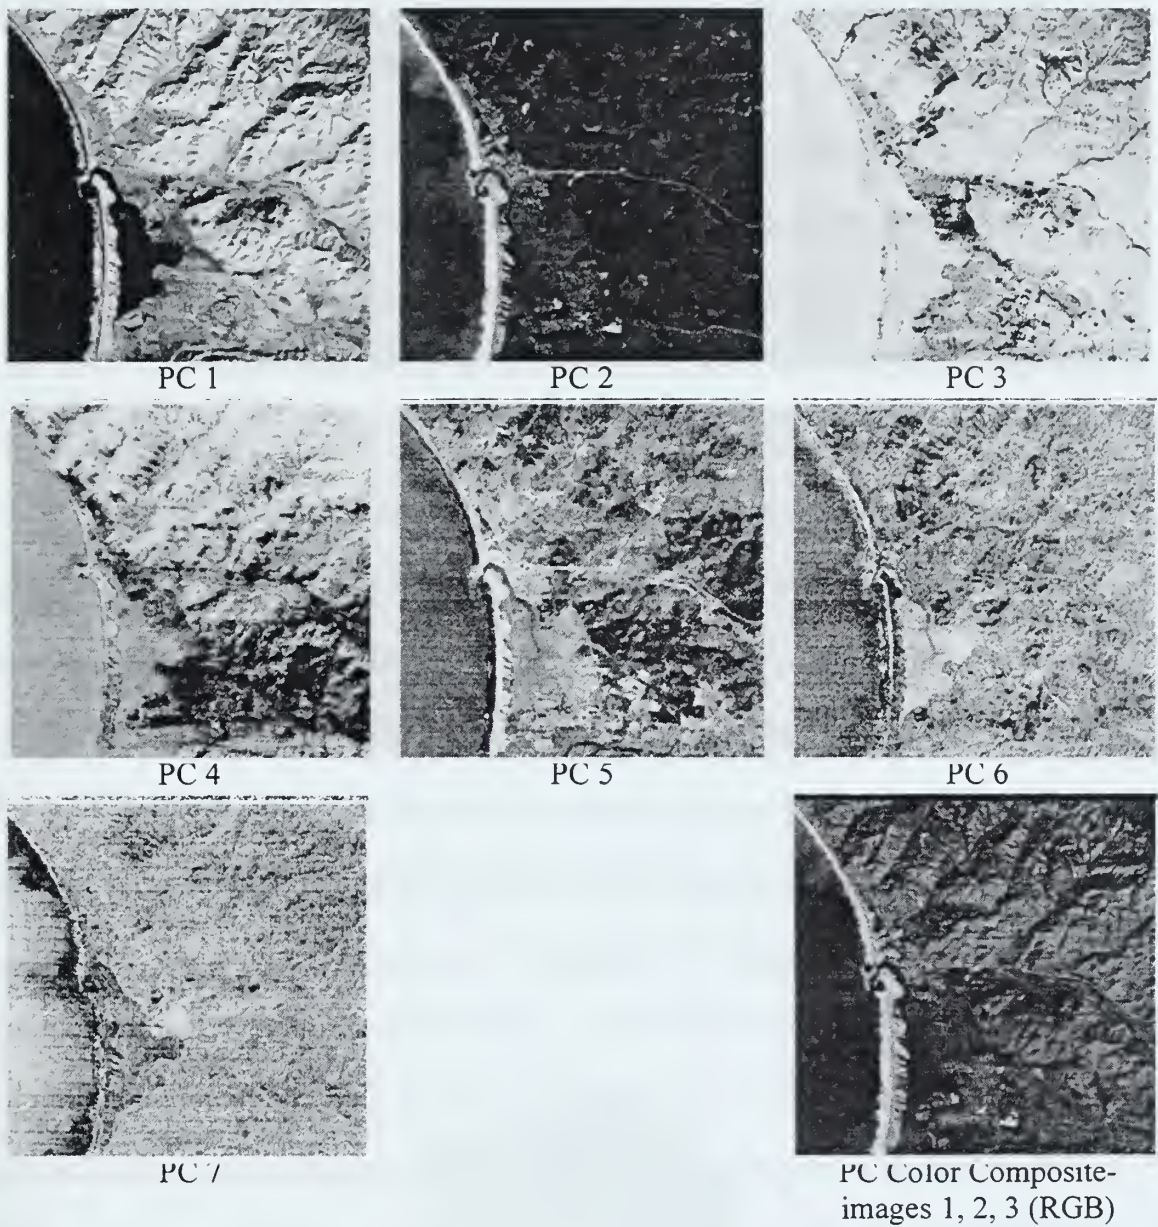 PC 1
PC 2
PC 3
PC 4
PC 5
PC 6
PC 7
PC Color Composite-
images 1, 2, 3 (RGB)